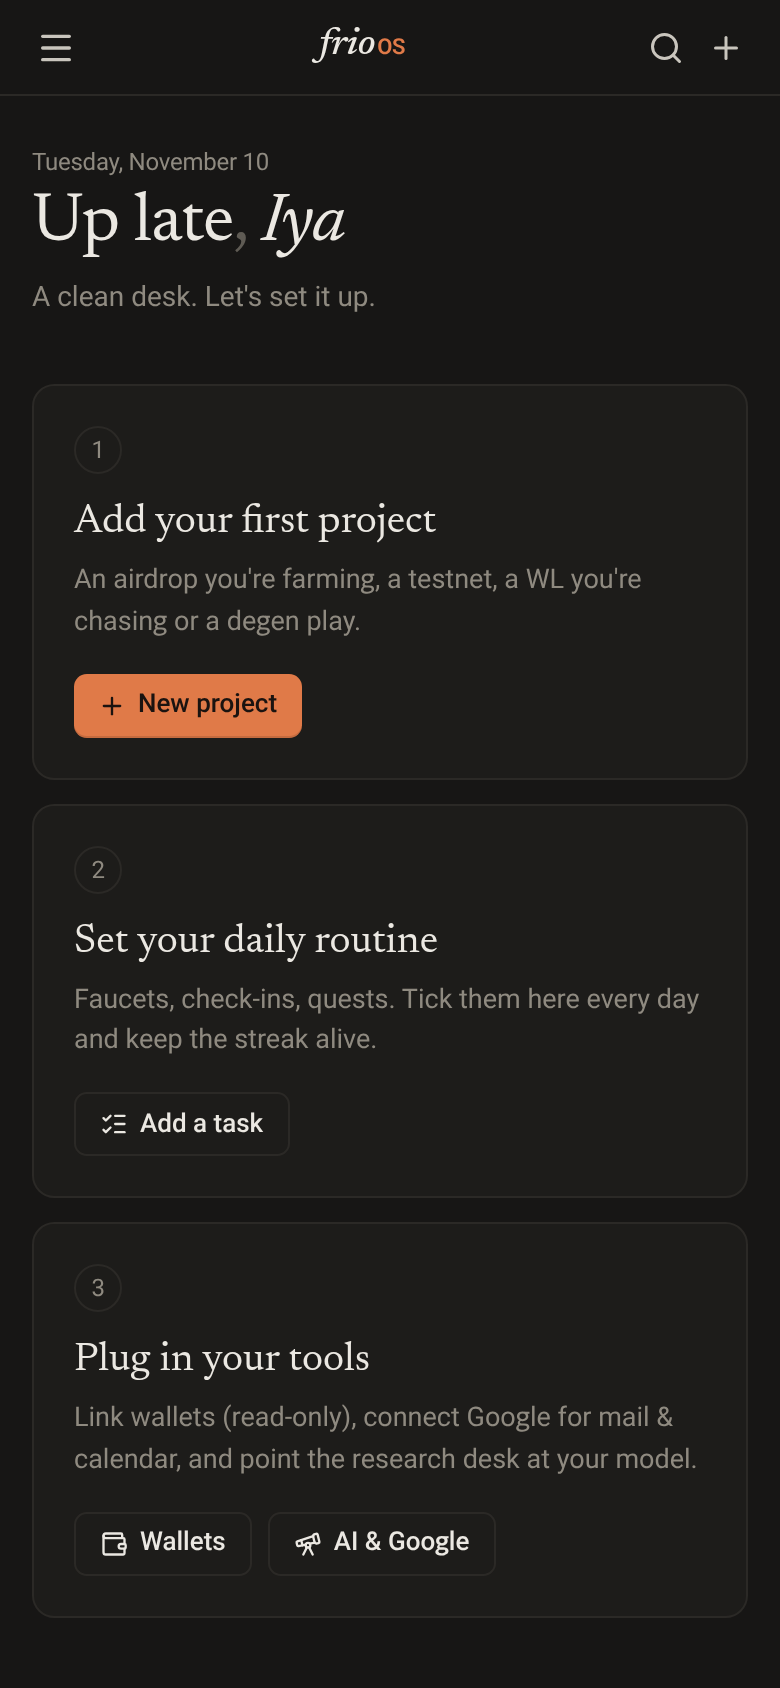 frio os
Tuesday, November 10
Up late, Iya
A clean desk. Let's set it up.
1
Add your first project
An airdrop you're farming, a testnet, a WL you're
chasing or a degen play.
New project
2
Set your daily routine
Faucets, check-ins, quests. Tick them here every day
and keep the streak alive.
Add a task
3
Plug in your tools
Link wallets (read-only), connect Google for mail &
calendar, and point the research desk at your model.
Wallets
AI & Google